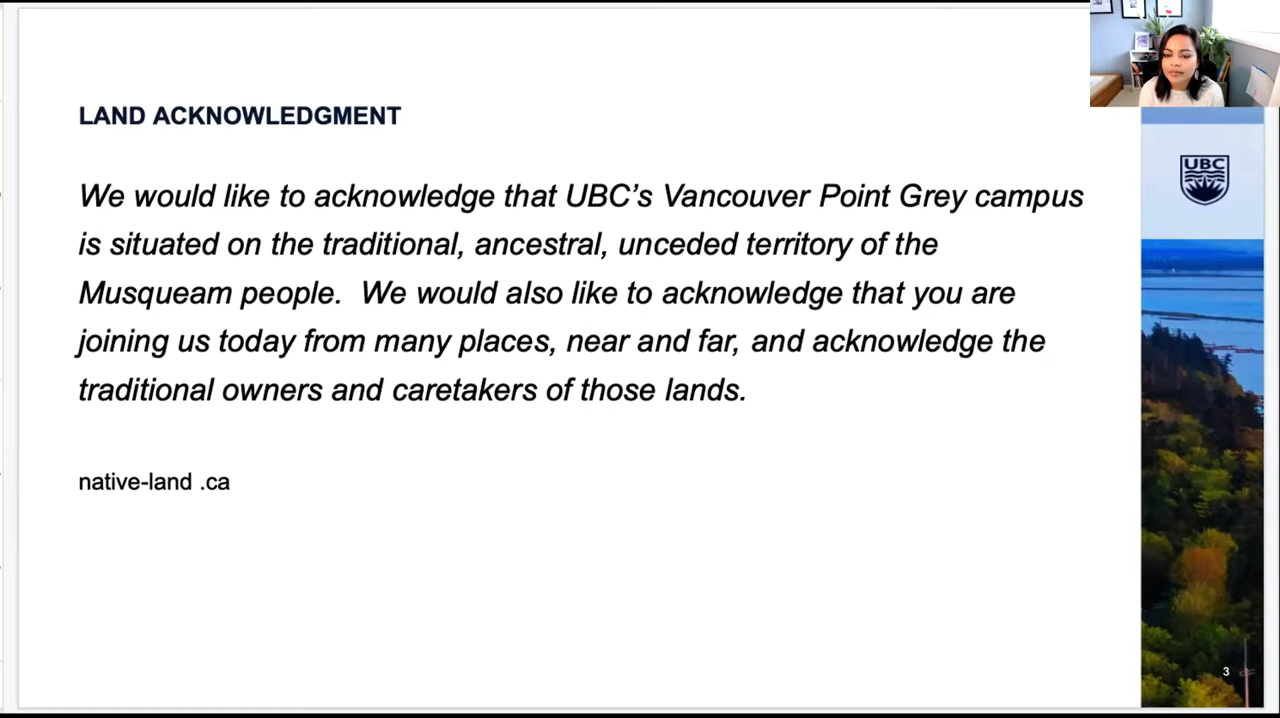 LAND ACKNOWLEDGMENT
We would like to acknowledge that UBC’s Vancouver Point Grey campus
is situated on the traditional, ancestral, unceded territory of the
Musqueam people.  We would also like to acknowledge that you are
joining us today from many places, near and far, and acknowledge the
traditional owners and caretakers of those lands.
native-land .ca
UBC
3